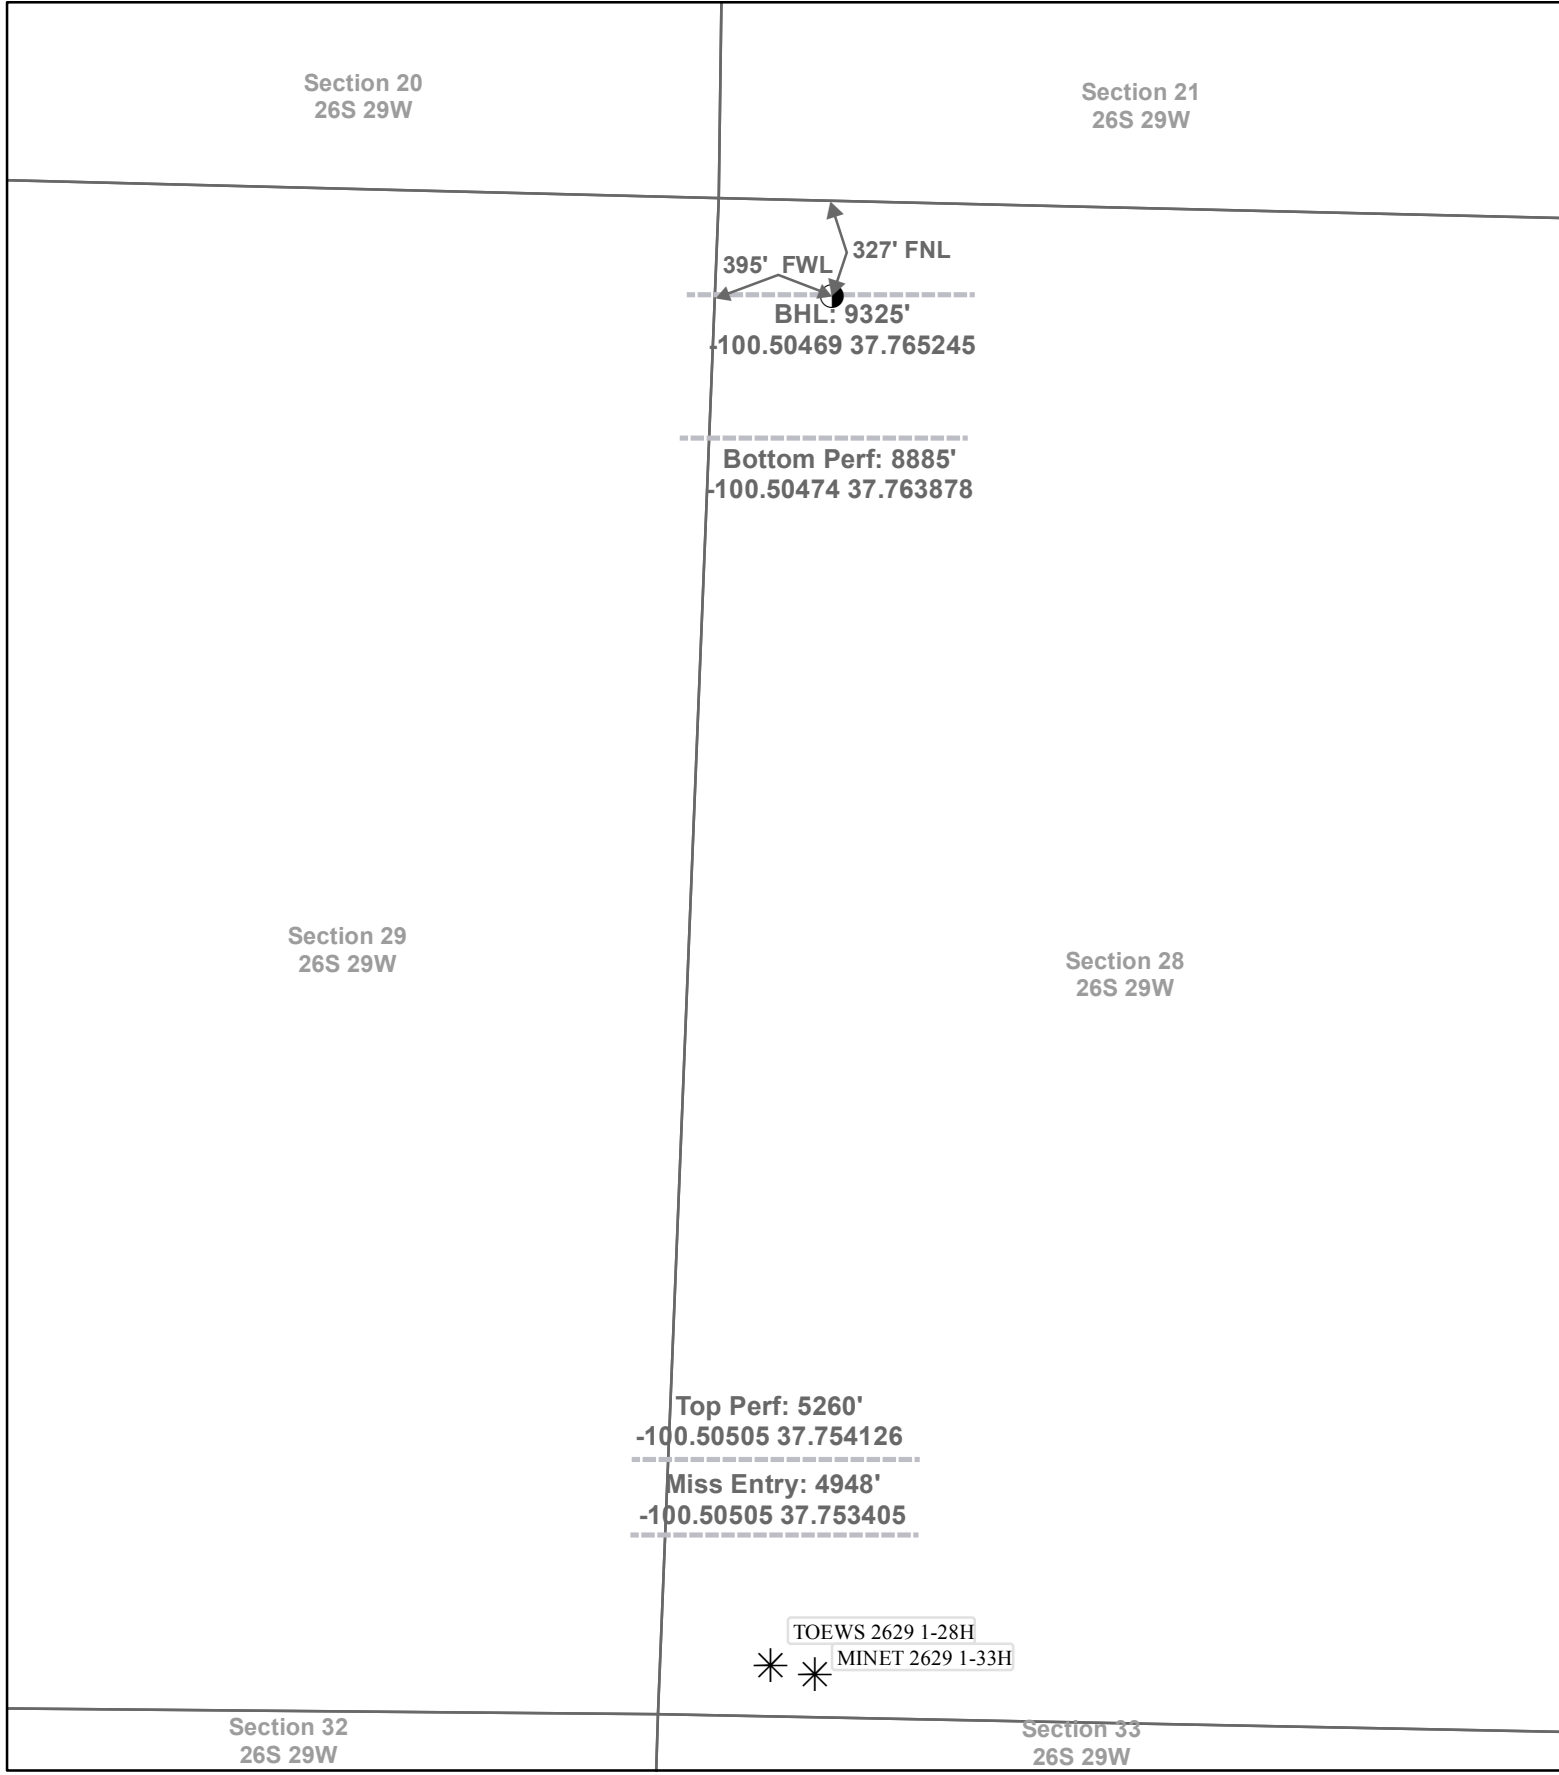 Section 20
26S 29W
Section 21
26S 29W
327' FNL
395' FWL
BHL: 9325'
-100.50469 37.765245
Bottom Perf: 8885'
-100.50474 37.763878
Section 29
26S 29W
Section 28
26S 29W
Top Perf: 5260'
-100.50505 37.754126
Miss Entry: 4948'
-100.50505 37.753405
TOEWS 2629 1-28H
MINET 2629 1-33H
Section 32
26S 29W
Section 33
26S 29W